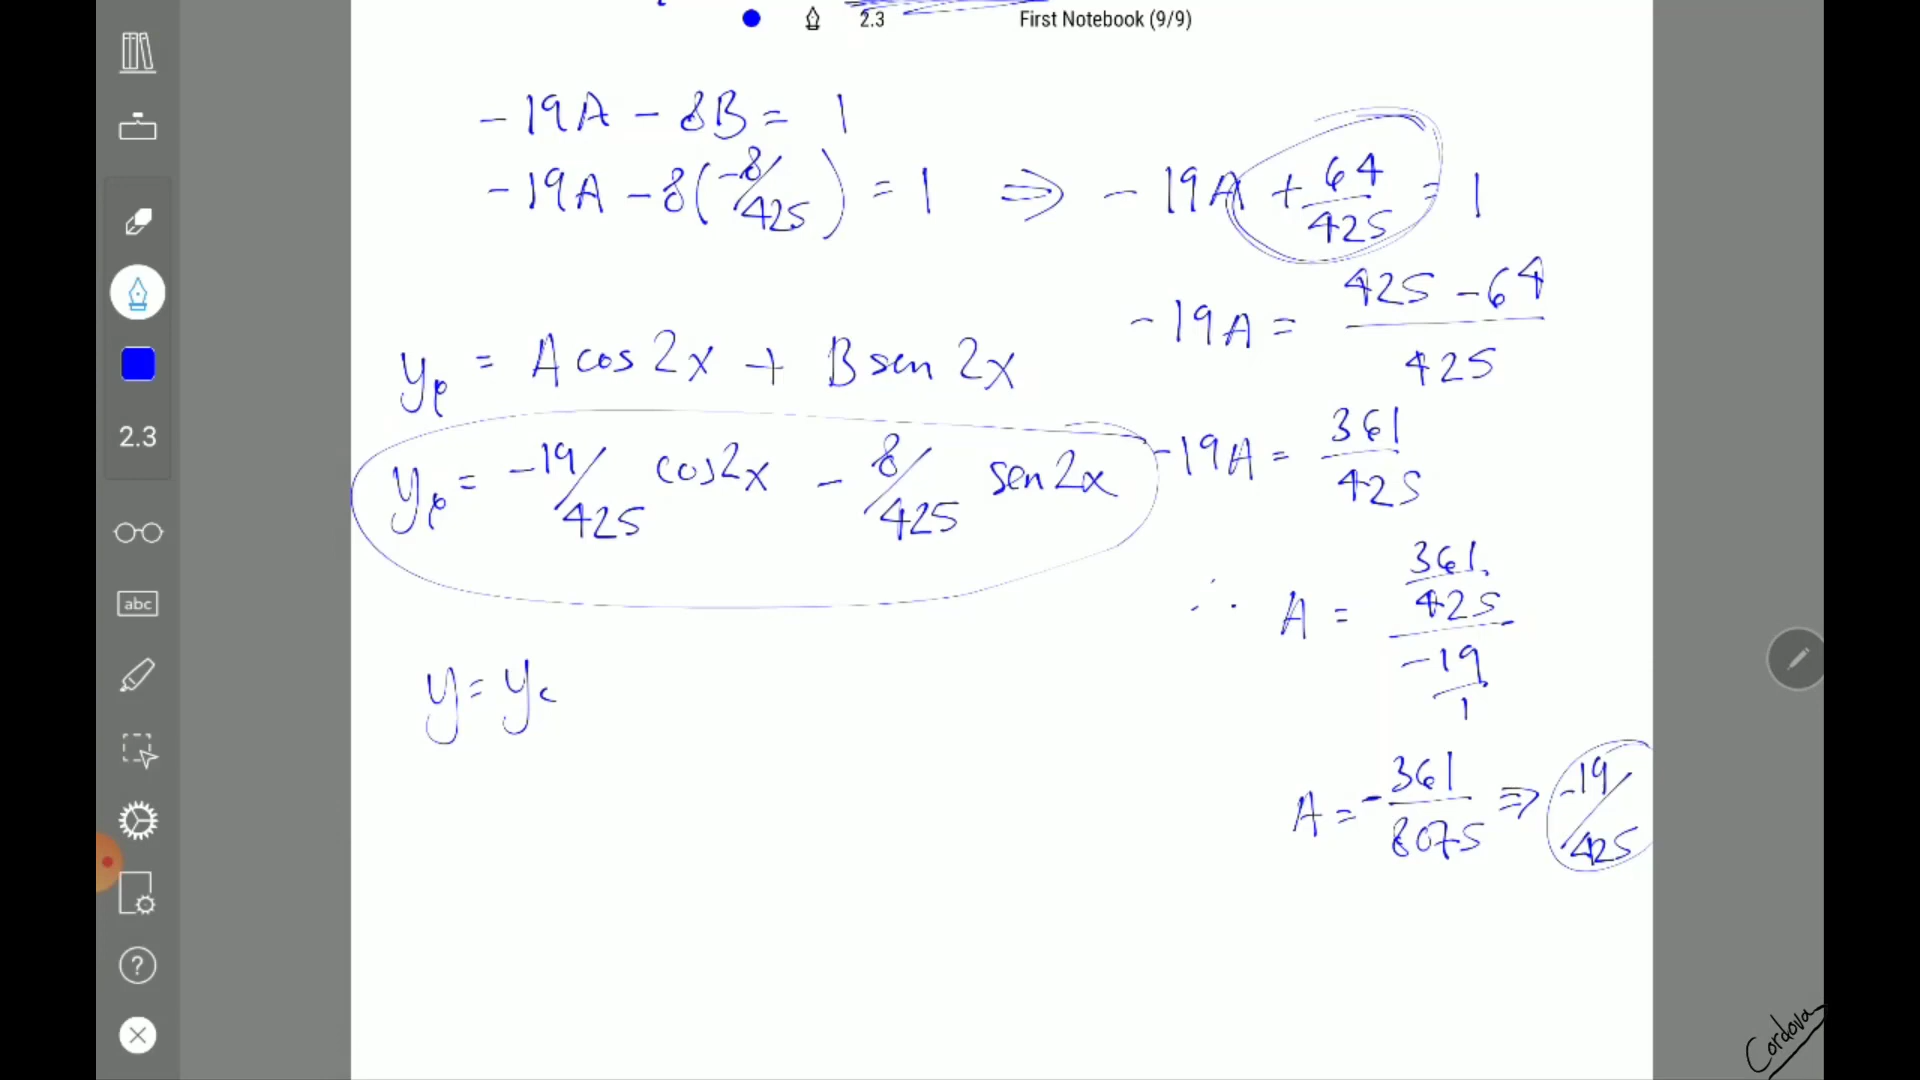 2.3 First Notebook (9/9)
-19A - 8B = 1
-19A - 8(-8/425) = 1 ⇒ -19A + 64/425 = 1
-19A = (425 - 64)/425
yp = A cos 2x + B sen 2x
-19A = 361/425
yp = -19/425 cos2x - 8/425 sen 2x
2.3
abc
∴ A = (361/425)/(-19/1)
y = yc
A = -361/8075 ⇒ -19/425
?
Cordova